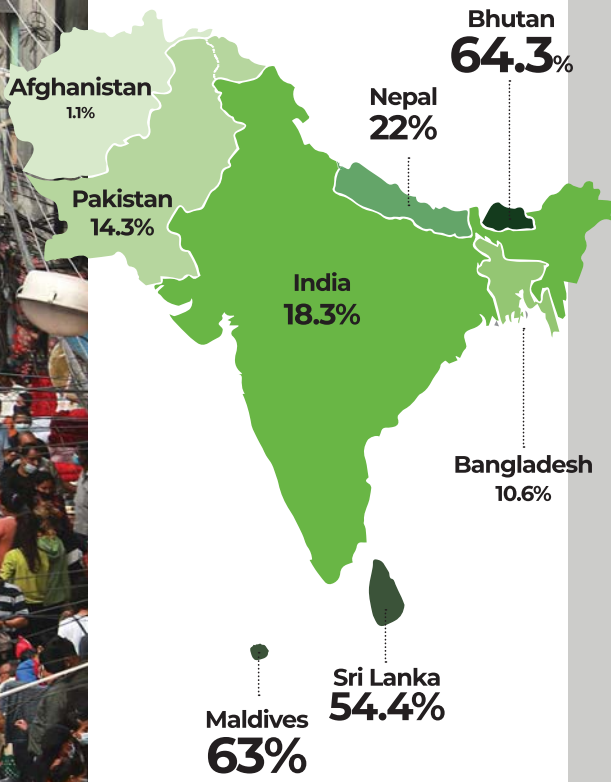 Bhutan
64.3%
Afghanistan
1.1%
Nepal
22%
Pakistan
14.3%
India
18.3%
Bangladesh
10.6%
Sri Lanka
54.4%
Maldives
63%